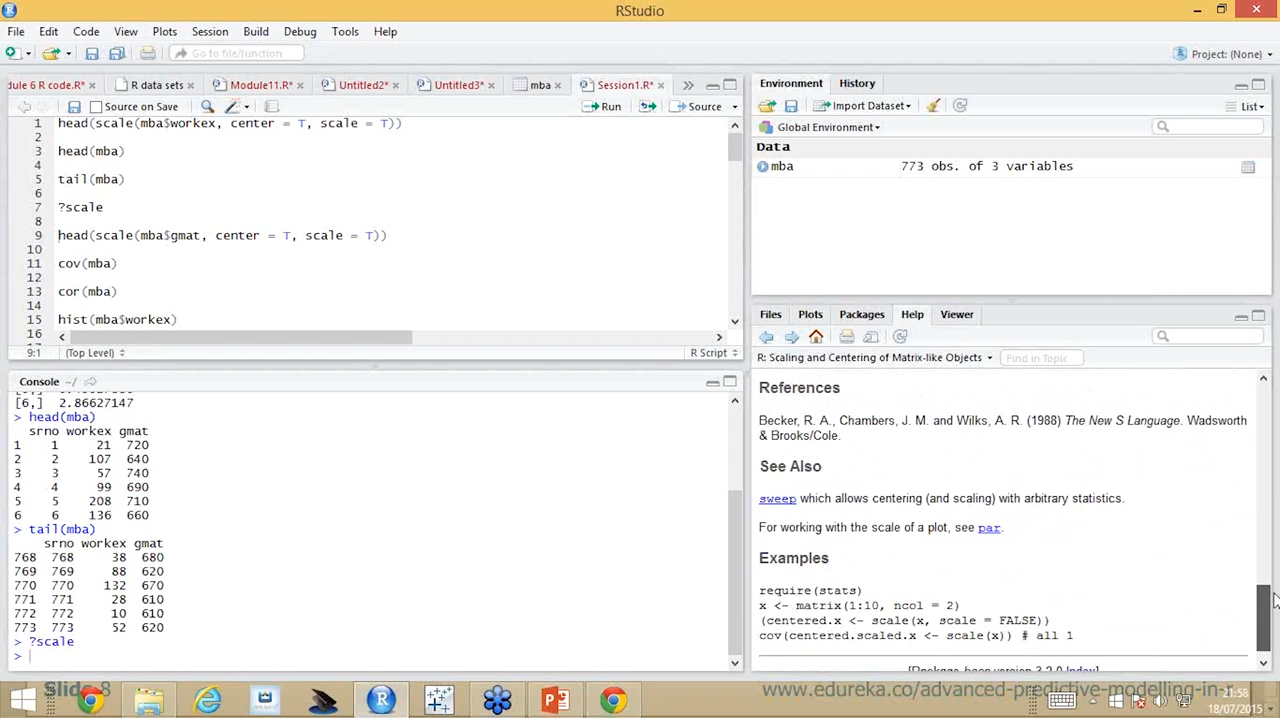 RStudio
File Edit Code View Plots Session Build Debug Tools Help
Go to file/function
Project: (None)
dule 6 R code.R* R data sets Module11.R* Untitled2* Untitled3* mba Session1.R*
Source on Save Run Source
1 head(scale(mba$workex, center = T, scale = T))
2
3 head(mba)
4
5 tail(mba)
6
7 ?scale
8
9 head(scale(mba$gmat, center = T, scale = T))
10
11 cov(mba)
12
13 cor(mba)
14
15 hist(mba$workex)
16
9:1 (Top Level) R Script
Console ~/
[6,] 2.86627147
> head(mba)
srno workex gmat
1 1 21 720
2 2 107 640
3 3 57 740
4 4 99 690
5 5 208 710
6 6 136 660
> tail(mba)
srno workex gmat
768 768 38 680
769 769 88 620
770 770 132 670
771 771 28 610
772 772 10 610
773 773 52 620
> ?scale
>
Environment History
Import Dataset List
Global Environment
Data
mba 773 obs. of 3 variables
Files Plots Packages Help Viewer
R: Scaling and Centering of Matrix-like Objects Find in Topic
References
Becker, R. A., Chambers, J. M. and Wilks, A. R. (1988) The New S Language. Wadsworth
& Brooks/Cole.
See Also
sweep which allows centering (and scaling) with arbitrary statistics.
For working with the scale of a plot, see par.
Examples
require(stats)
x <- matrix(1:10, ncol = 2)
(centered.x <- scale(x, scale = FALSE))
cov(centered.scaled.x <- scale(x)) # all 1
[Package base version 3.2.0 Index]
Slide 8
www.edureka.co/advanced-predictive-modelling-in-r
21:58
18/07/2015